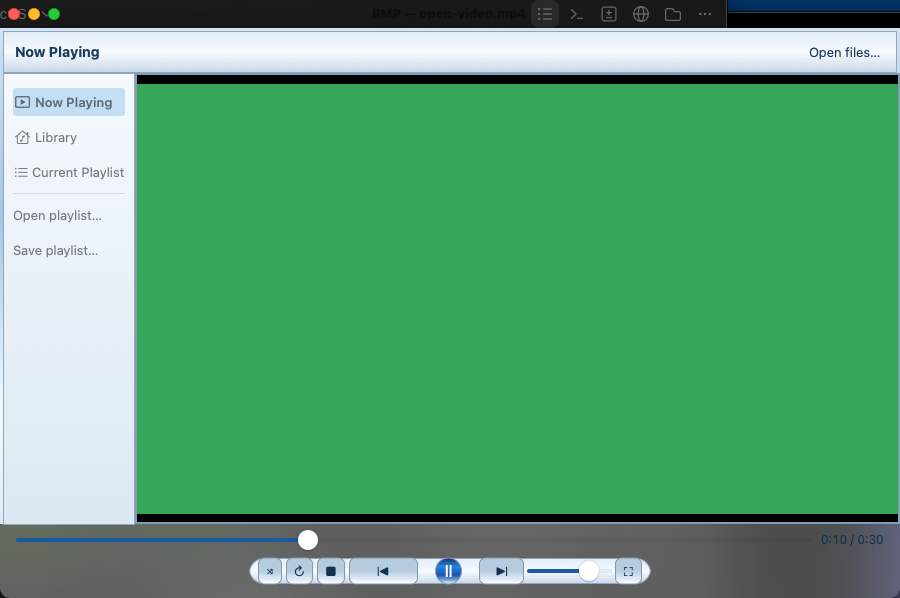 RMP — open-video.mp4
Now Playing
Open files...
Now Playing
Library
Current Playlist
Open playlist...
Save playlist...
0:10 / 0:30